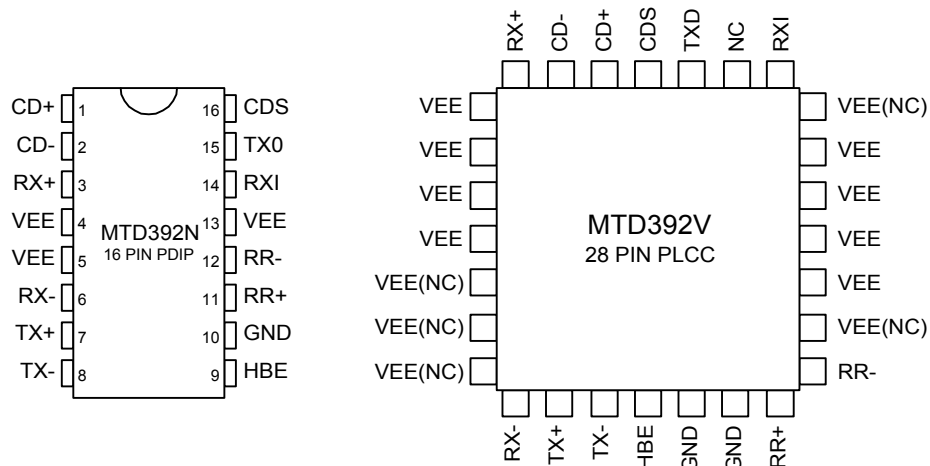 CD+ 1 16 CDS
CD- 2 15 TX0
RX+ 3 14 RXI
VEE 4 13 VEE
VEE 5 12 RR-
RX- 6 11 RR+
TX+ 7 10 GND
TX- 8 9 HBE
MTD392N
16 PIN PDIP
RX+ CD- CD+ CDS TXD NC RXI
VEE VEE(NC)
VEE VEE
VEE VEE
VEE VEE
VEE(NC) VEE
VEE(NC) VEE(NC)
VEE(NC) RR-
MTD392V
28 PIN PLCC
RX- TX+ TX- HBE GND GND RR+